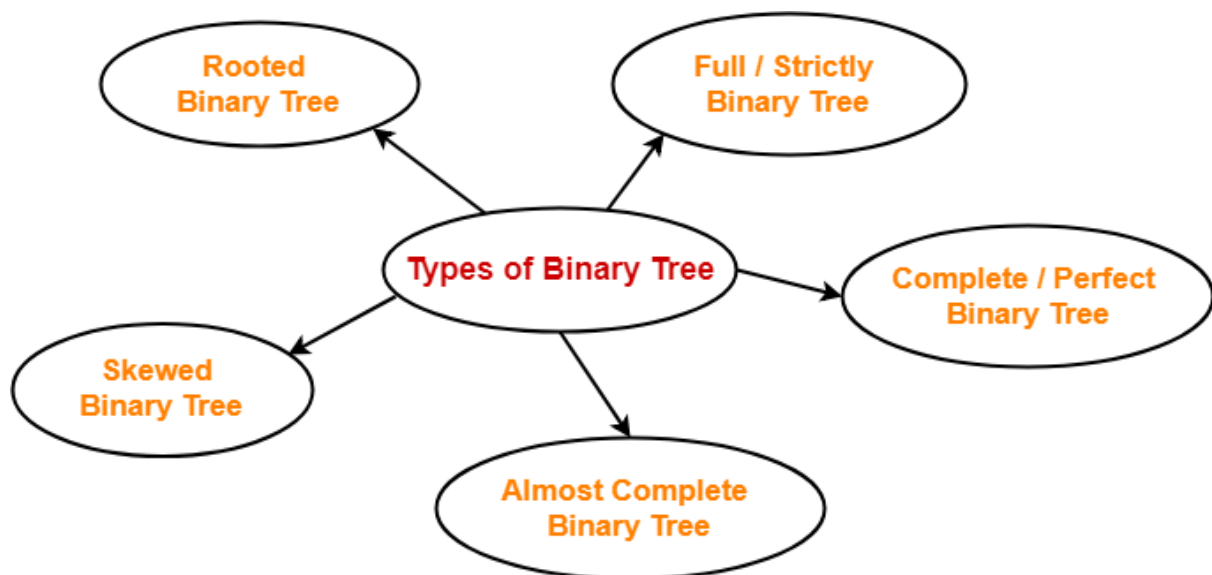 Rooted
Binary Tree
Full / Strictly
Binary Tree
Types of Binary Tree
Complete / Perfect
Binary Tree
Skewed
Binary Tree
Almost Complete
Binary Tree